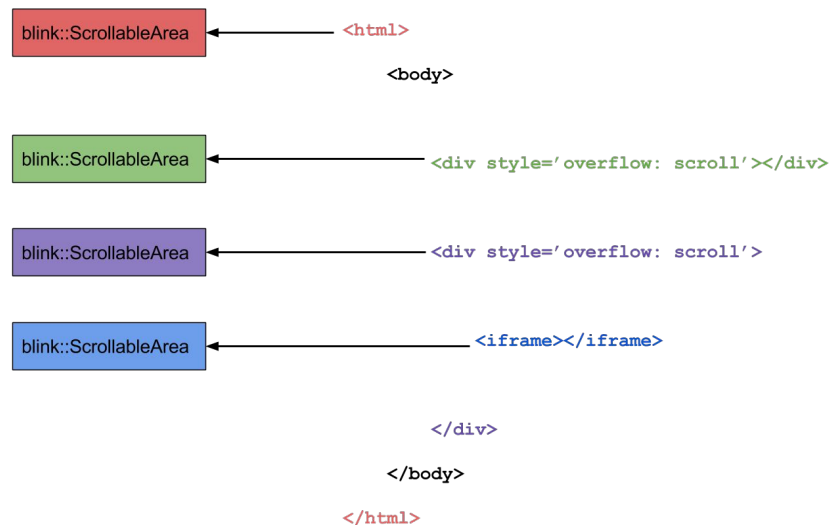 blink::ScrollableArea <html>
<body>
blink::ScrollableArea <div style=’overflow: scroll’></div>
blink::ScrollableArea <div style=’overflow: scroll’>
blink::ScrollableArea <iframe></iframe>
</div>
</body>
</html>